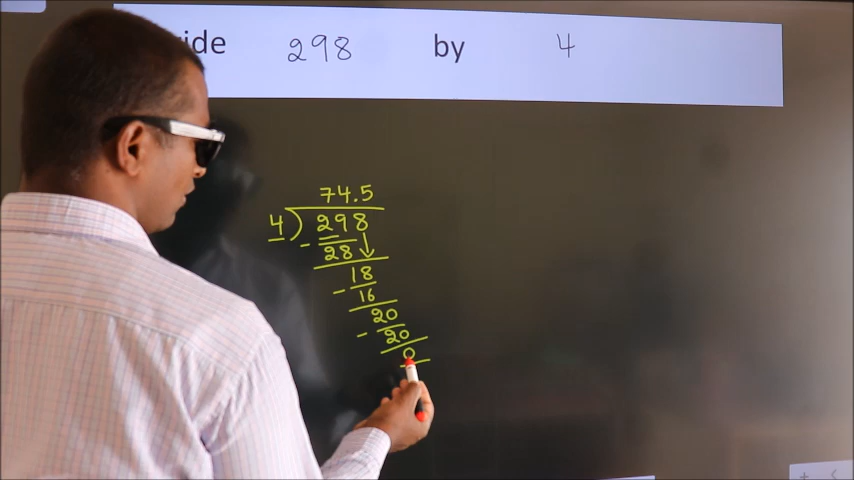 ide 298 by 4
74.5
4 ) 298
- 28 ↓
18
- 16
20
- 20
0